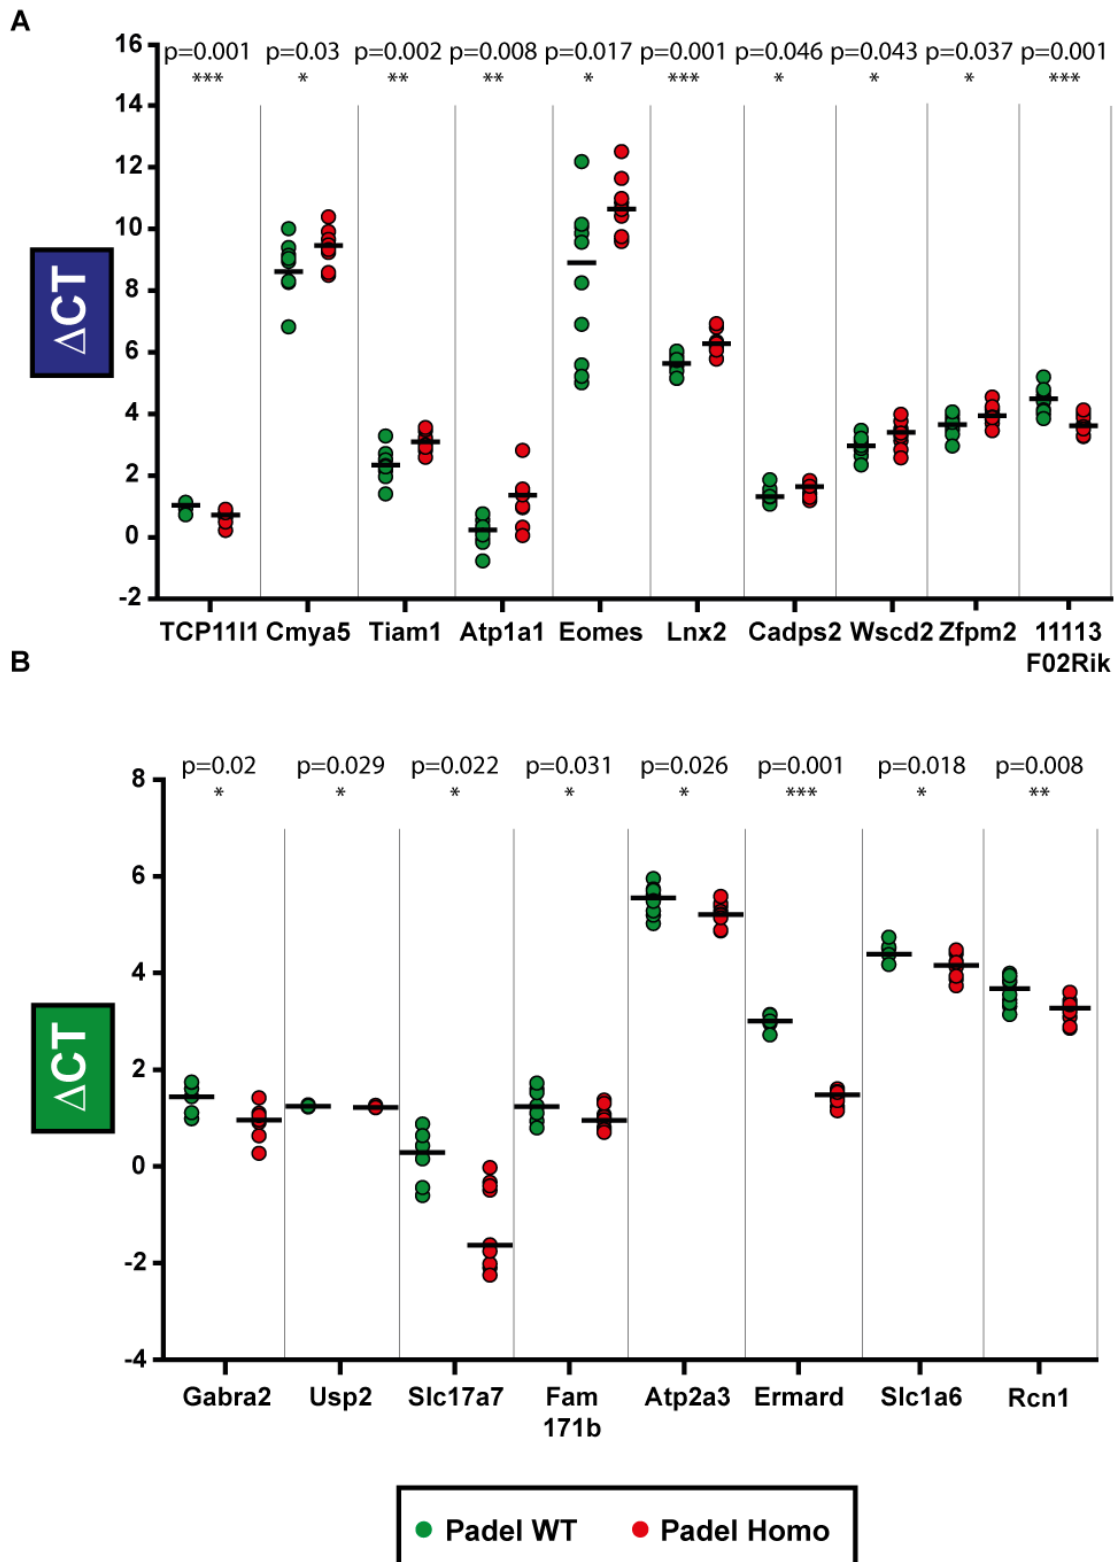 A
p=0.001 p=0.03 p=0.002 p=0.008 p=0.017 p=0.001 p=0.046 p=0.043 p=0.037 p=0.001
*** * ** ** * *** * * * ***
16
14
12
10
8
6
4
2
0
-2
ΔCT
TCP11l1 Cmya5 Tiam1 Atp1a1 Eomes Lnx2 Cadps2 Wscd2 Zfpm2 11113
F02Rik
B
p=0.02 p=0.029 p=0.022 p=0.031 p=0.026 p=0.001 p=0.018 p=0.008
* * * * * *** * **
8
6
4
2
0
-2
-4
ΔCT
Gabra2 Usp2 Slc17a7 Fam Atp2a3 Ermard Slc1a6 Rcn1
171b
Padel WT Padel Homo